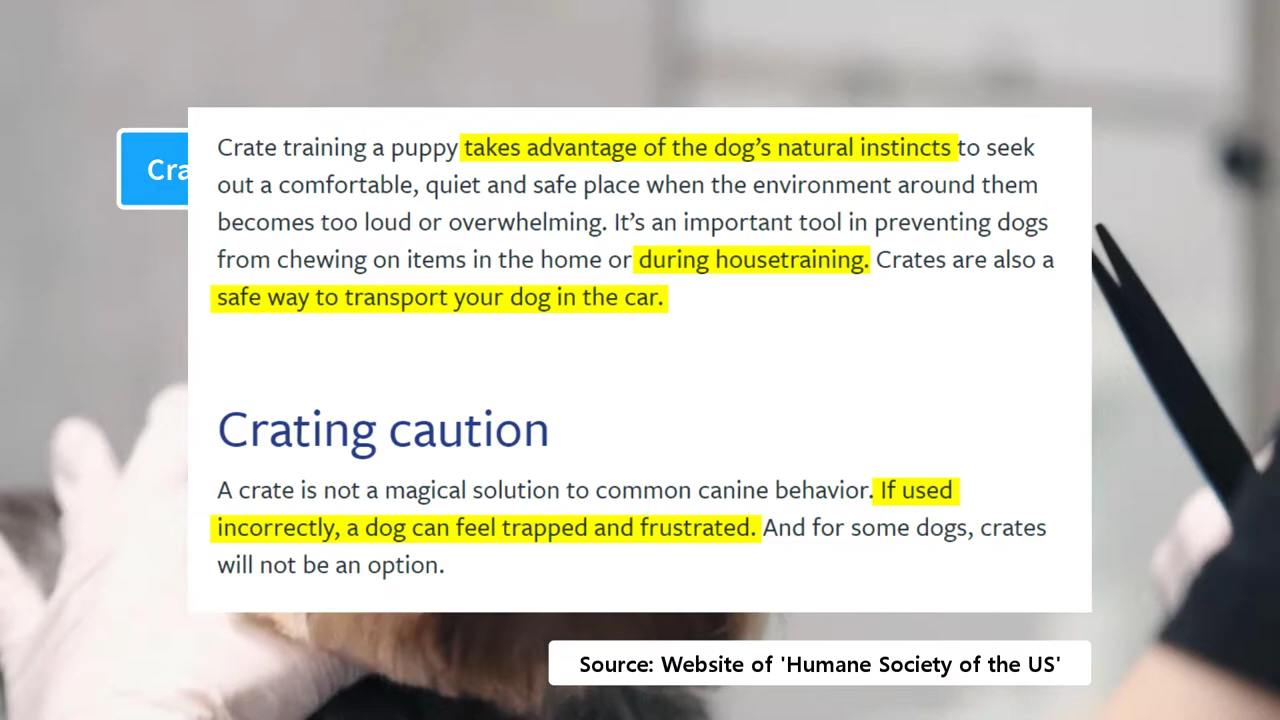 Cra
Crate training a puppy takes advantage of the dog’s natural instincts to seek
out a comfortable, quiet and safe place when the environment around them
becomes too loud or overwhelming. It’s an important tool in preventing dogs
from chewing on items in the home or during housetraining. Crates are also a
safe way to transport your dog in the car.
Crating caution
A crate is not a magical solution to common canine behavior. If used
incorrectly, a dog can feel trapped and frustrated. And for some dogs, crates
will not be an option.
Source: Website of 'Humane Society of the US'